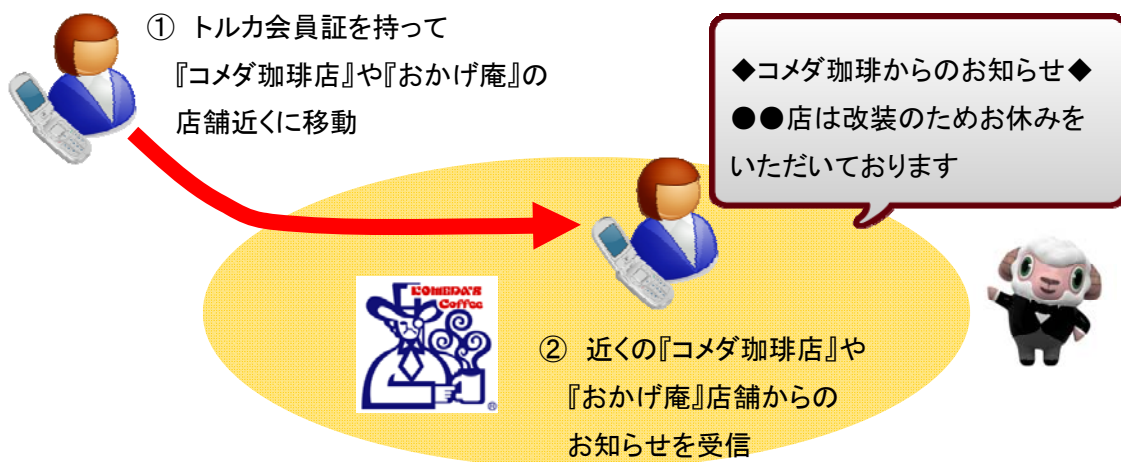 ① トルカ会員証を持って
『コメダ珈琲店』や『おかげ庵』の
店舗近くに移動
◆コメダ珈琲からのお知らせ◆
●●店は改装のためお休みを
いただいております
KOMEDA'S
Coffee
®
② 近くの『コメダ珈琲店』や
『おかげ庵』店舗からの
お知らせを受信